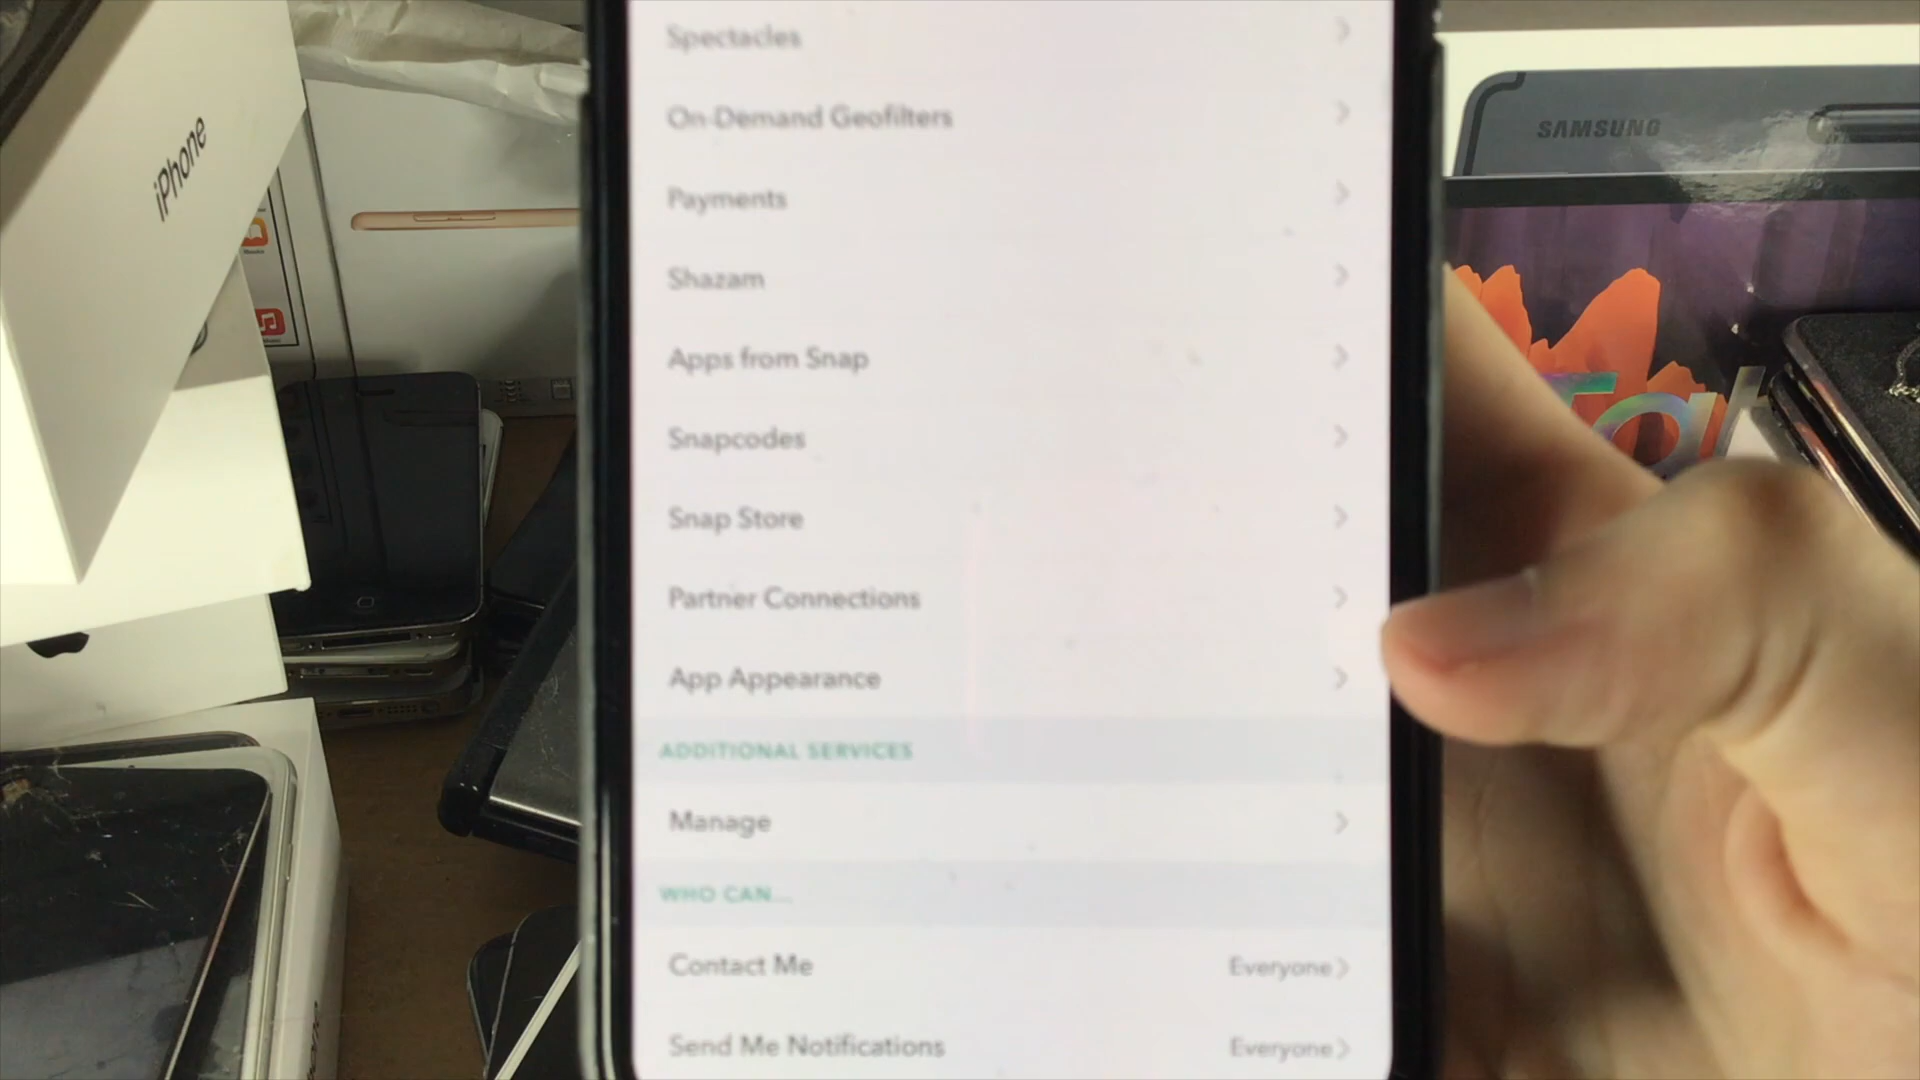 Spectacles
On-Demand Geofilters
Payments
Shazam
Apps from Snap
Snapcodes
Snap Store
Partner Connections
App Appearance
ADDITIONAL SERVICES
Manage
WHO CAN...
Contact Me Everyone
Send Me Notifications Everyone
iPhone
SAMSUNG
Tab